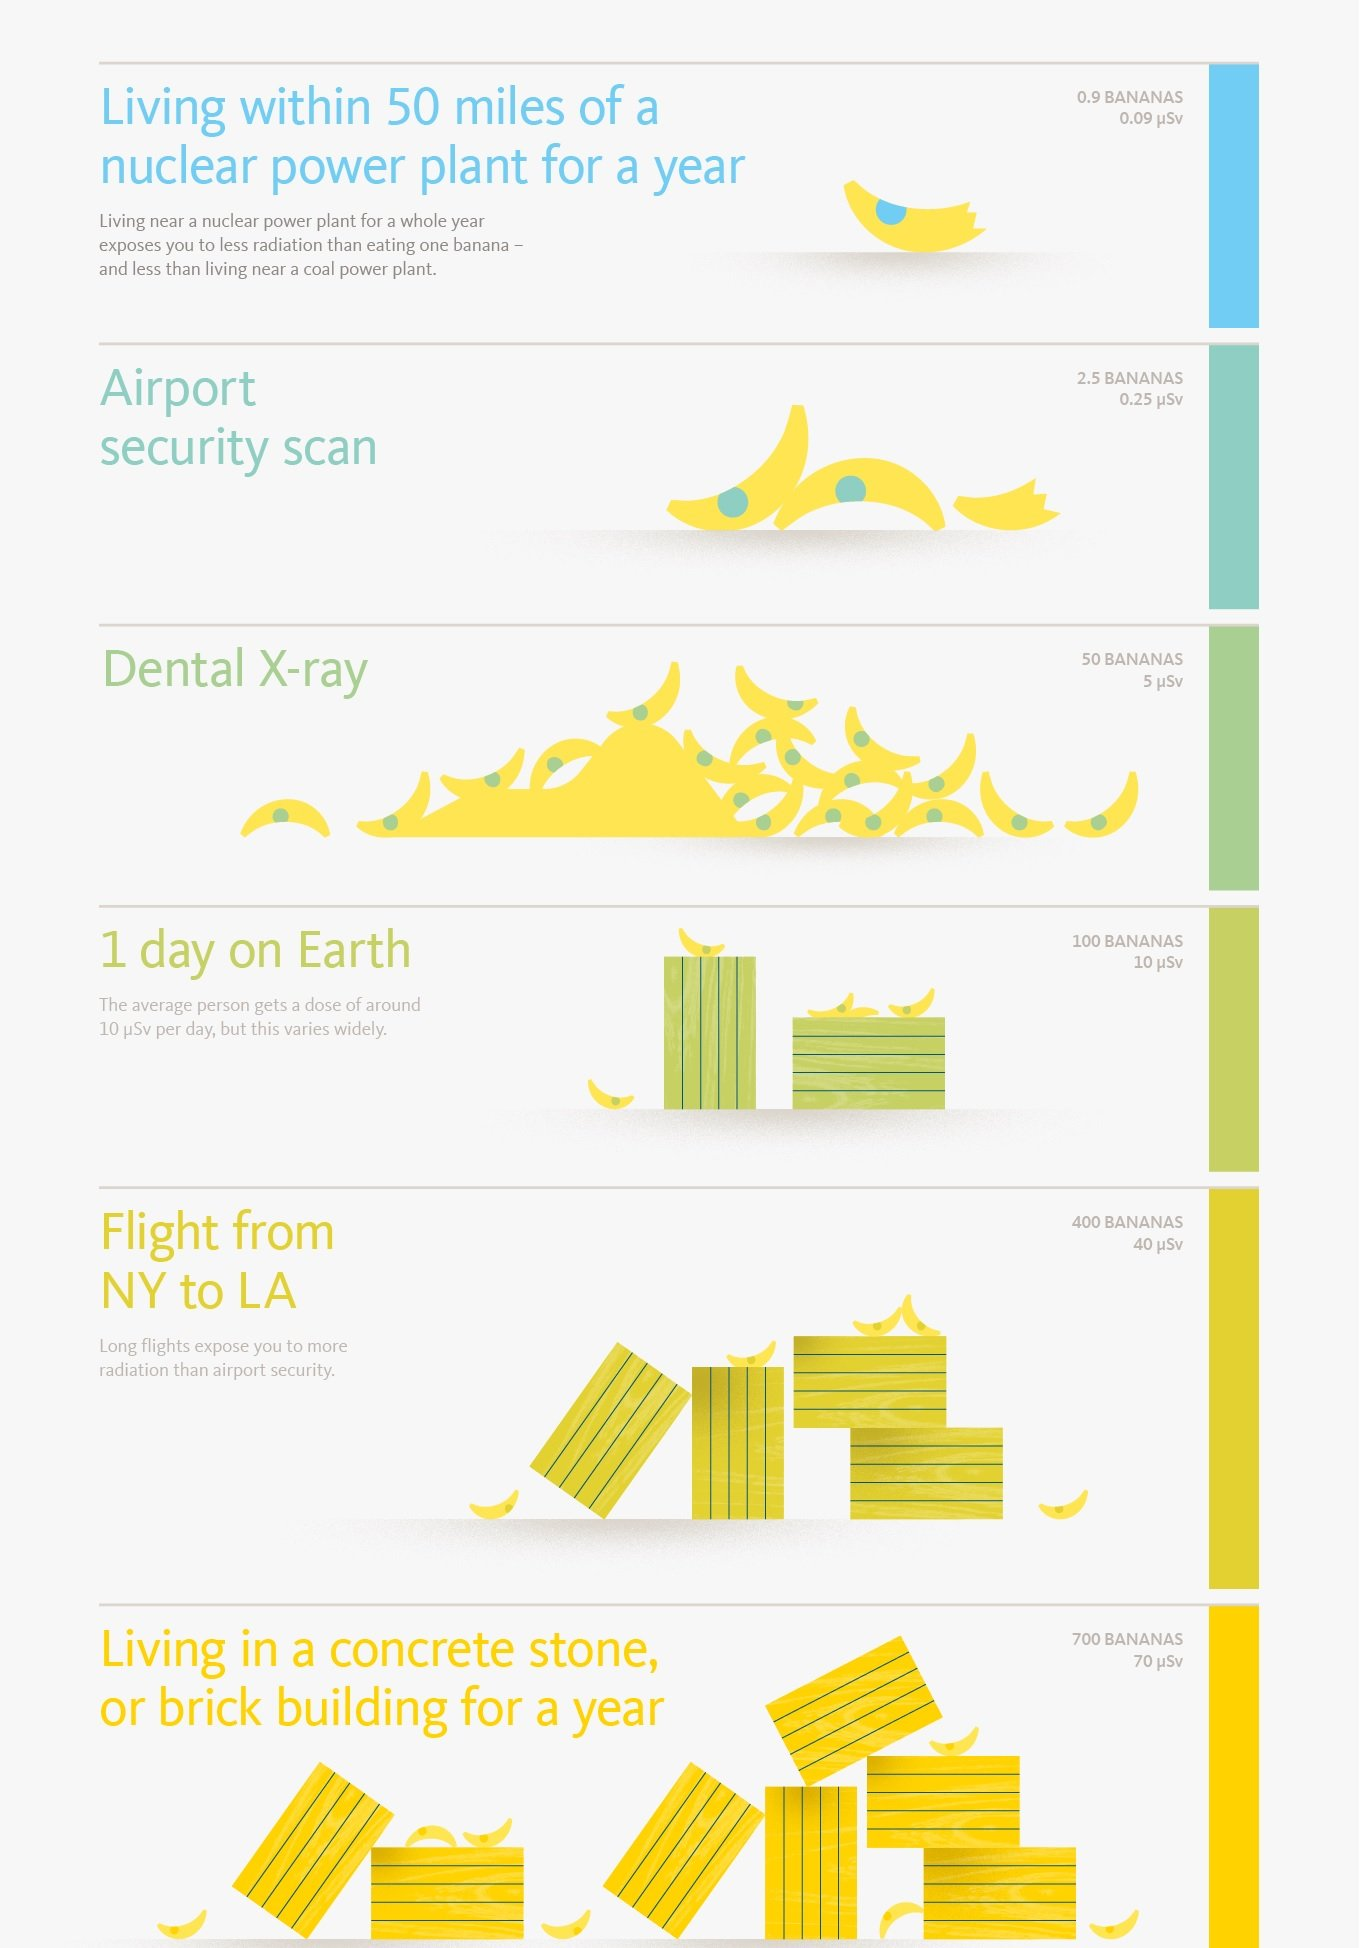 Living within 50 miles of a
nuclear power plant for a year
0.9 BANANAS
0.09 µSv
Living near a nuclear power plant for a whole year
exposes you to less radiation than eating one banana –
and less than living near a coal power plant.
Airport
security scan
2.5 BANANAS
0.25 µSv
Dental X-ray
50 BANANAS
5 µSv
1 day on Earth
100 BANANAS
10 µSv
The average person gets a dose of around
10 µSv per day, but this varies widely.
Flight from
NY to LA
400 BANANAS
40 µSv
Long flights expose you to more
radiation than airport security.
Living in a concrete stone,
or brick building for a year
700 BANANAS
70 µSv